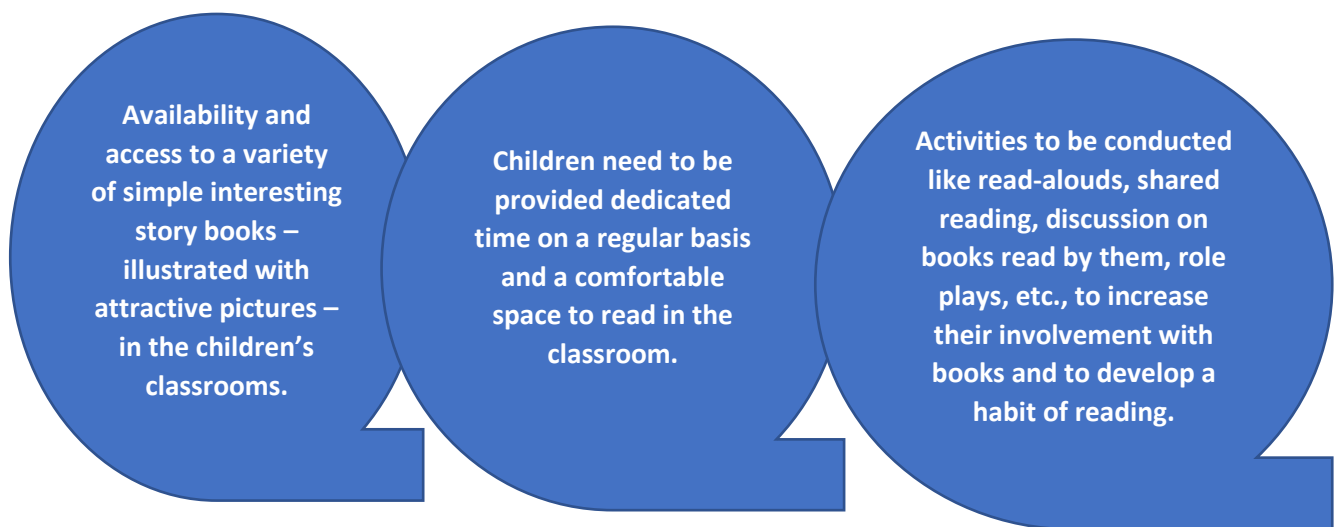 Availability and
access to a variety
of simple interesting
story books –
illustrated with
attractive pictures –
in the children’s
classrooms.
Children need to be
provided dedicated
time on a regular basis
and a comfortable
space to read in the
classroom.
Activities to be conducted
like read-alouds, shared
reading, discussion on
books read by them, role
plays, etc., to increase
their involvement with
books and to develop a
habit of reading.